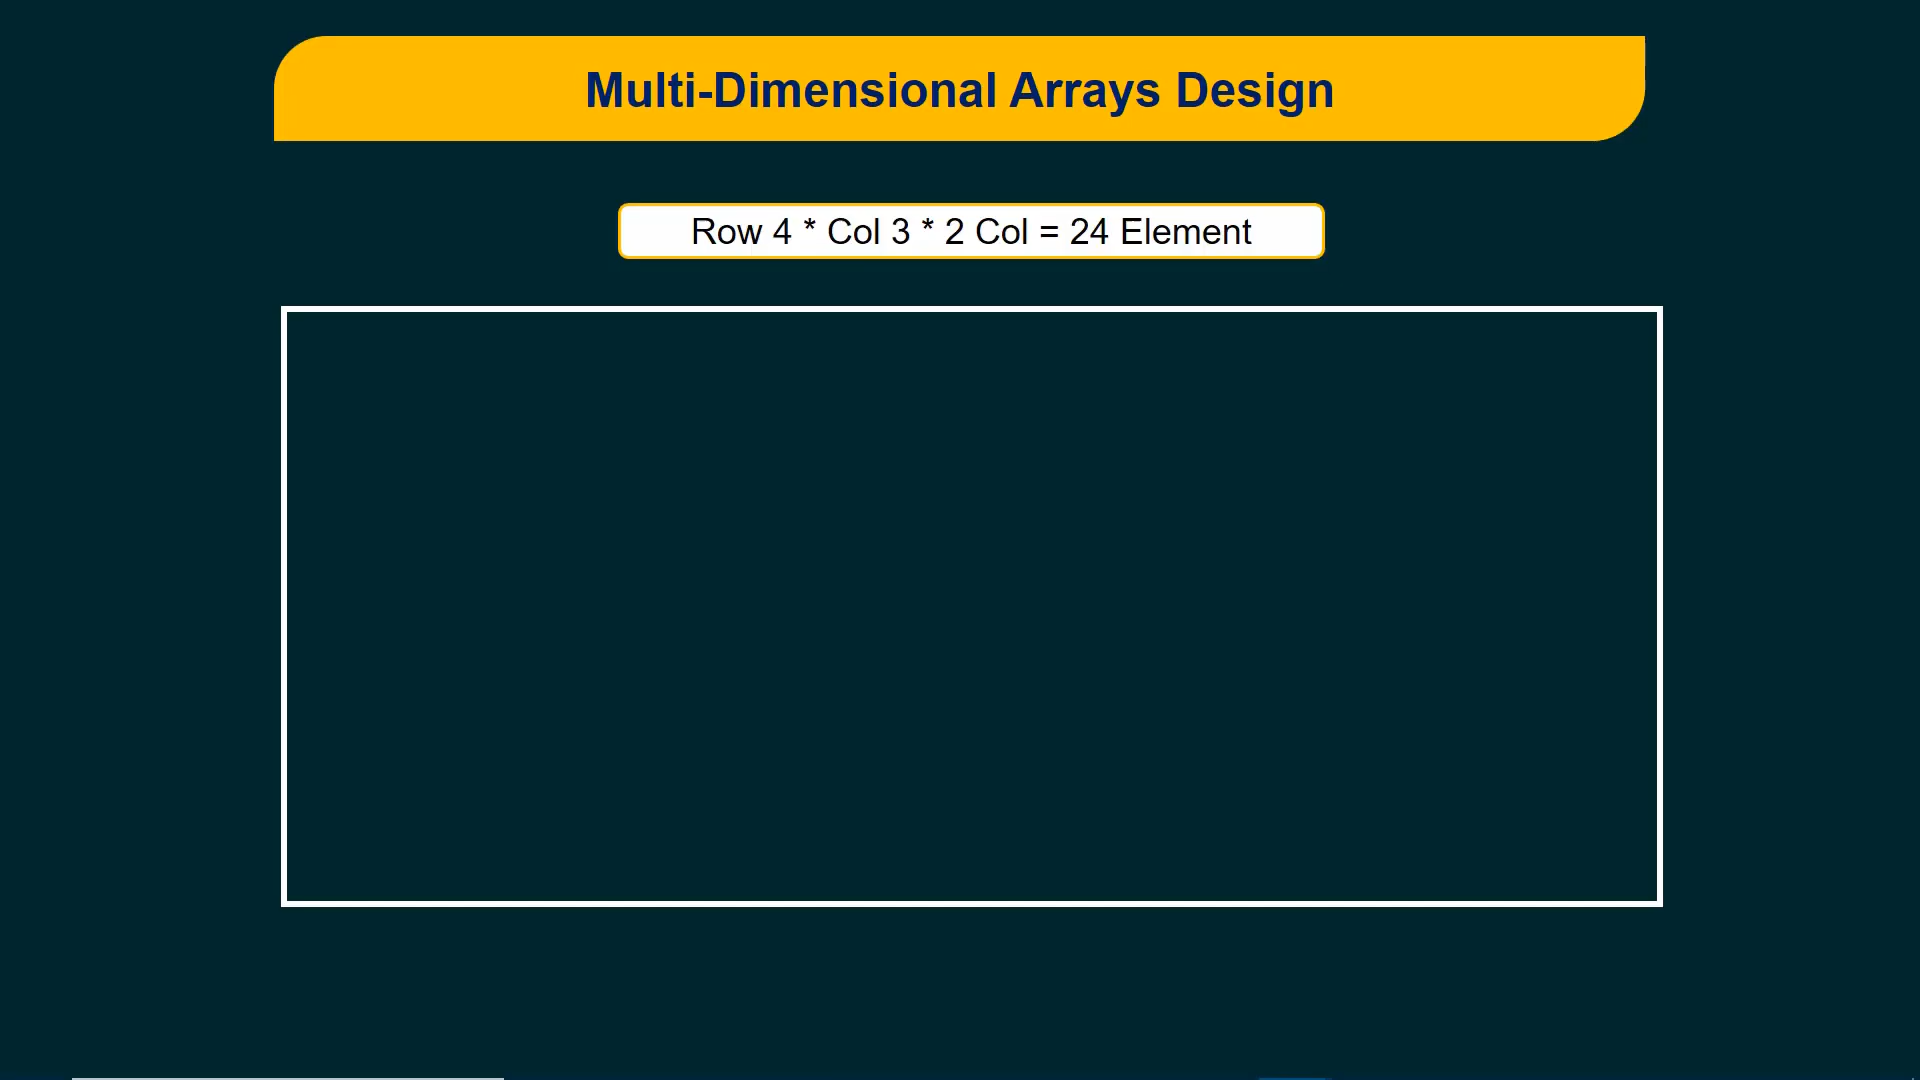 Multi-Dimensional Arrays Design
Row 4 * Col 3 * 2 Col = 24 Element